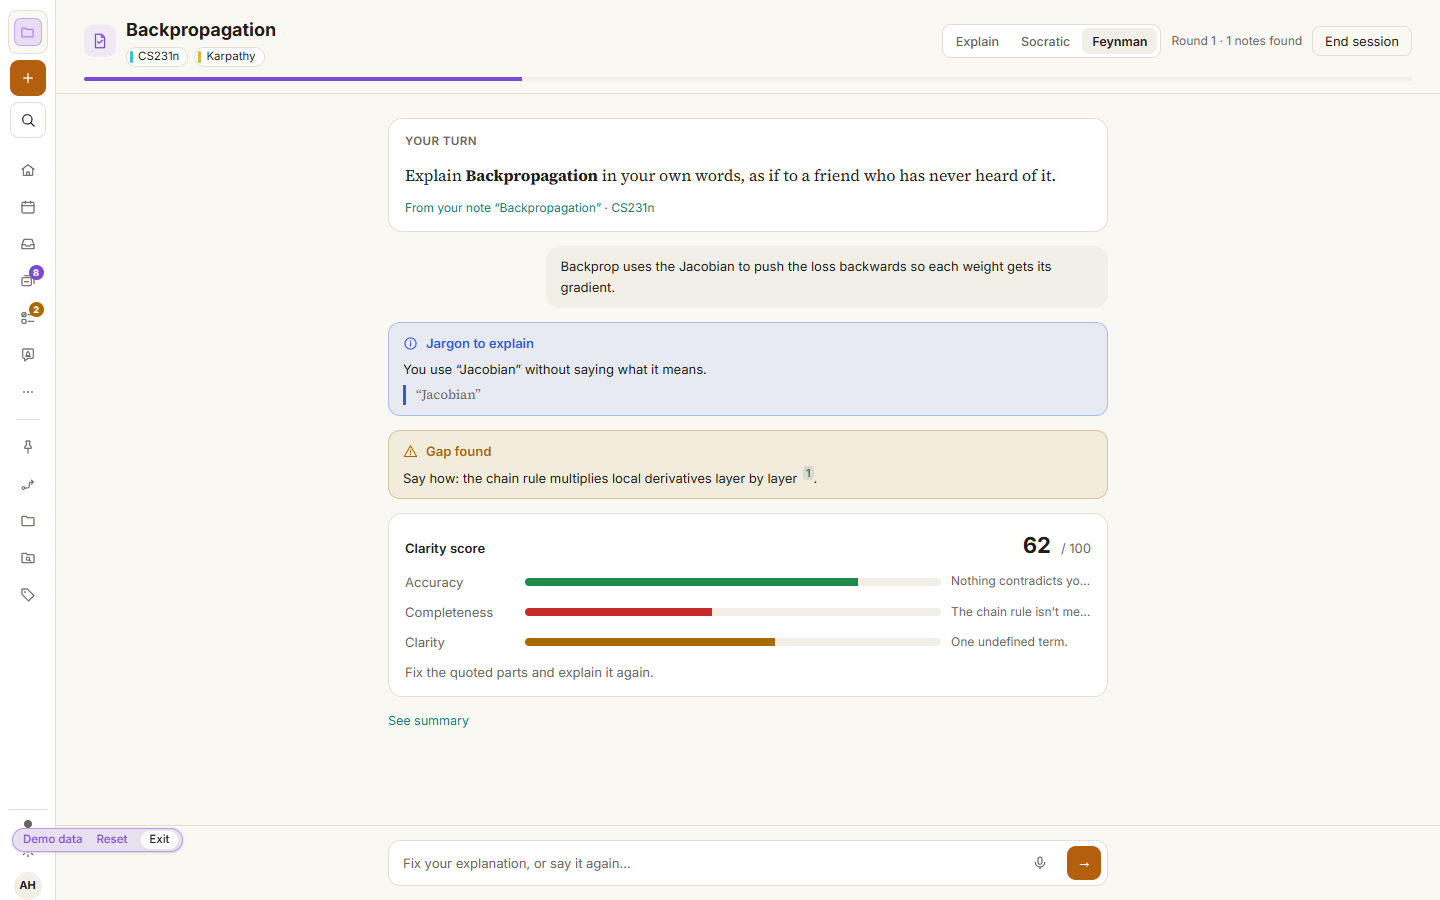 Backpropagation
CS231n
Karpathy
Explain
Socratic
Feynman
Round 1 · 1 notes found
End session
8
2
YOUR TURN
Explain Backpropagation in your own words, as if to a friend who has never heard of it.
From your note “Backpropagation” · CS231n
Backprop uses the Jacobian to push the loss backwards so each weight gets its
gradient.
Jargon to explain
You use “Jacobian” without saying what it means.
“Jacobian”
Gap found
Say how: the chain rule multiplies local derivatives layer by layer 1.
Clarity score
62 / 100
Accuracy
Nothing contradicts yo...
Completeness
The chain rule isn't me...
Clarity
One undefined term.
Fix the quoted parts and explain it again.
See summary
Demo data
Reset
Exit
Fix your explanation, or say it again...
→
AH